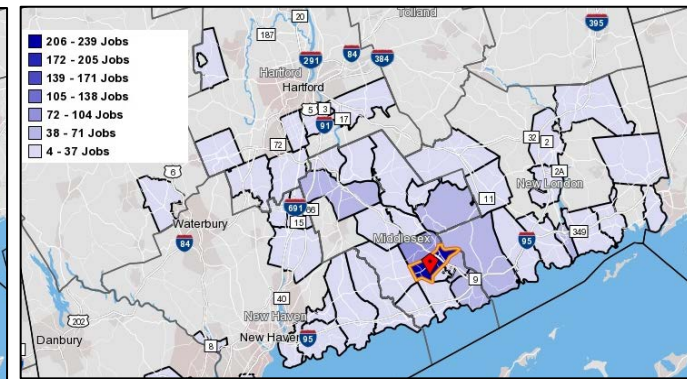 206 - 239 Jobs
172 - 205 Jobs
139 - 171 Jobs
105 - 138 Jobs
72 - 104 Jobs
38 - 71 Jobs
4 - 37 Jobs
20
Tolland
395
187
291
84
384
Hartford
Hartford
5
3
17
91
72
32
2
6
2A
New London
691
66
15
11
Waterbury
84
Middlesex
95
349
9
40
New Haven
New Haven
95
202
8
Danbury